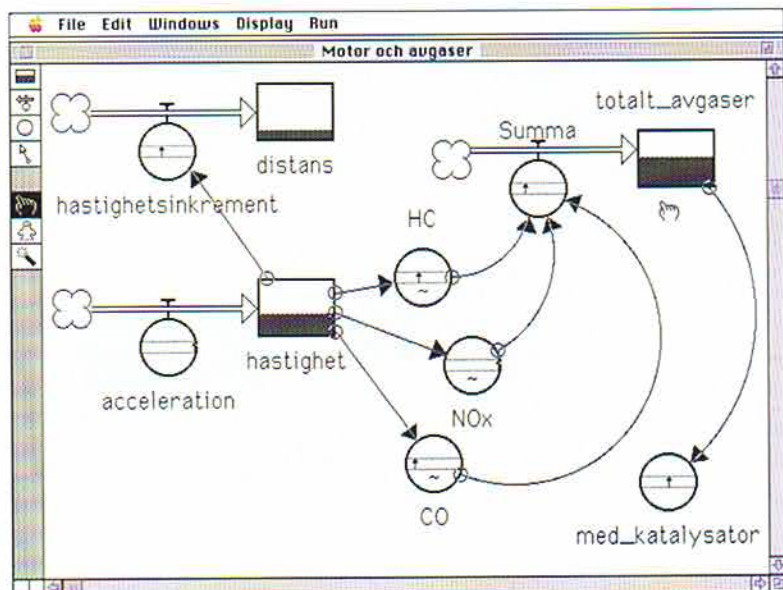 File Edit Windows Display Run
Motor och avgaser
totalt_avgaser
Summa
distans
hastighetsinkrement
HC
hastighet
acceleration
NOx
CO
med_katalysator
~
~
~